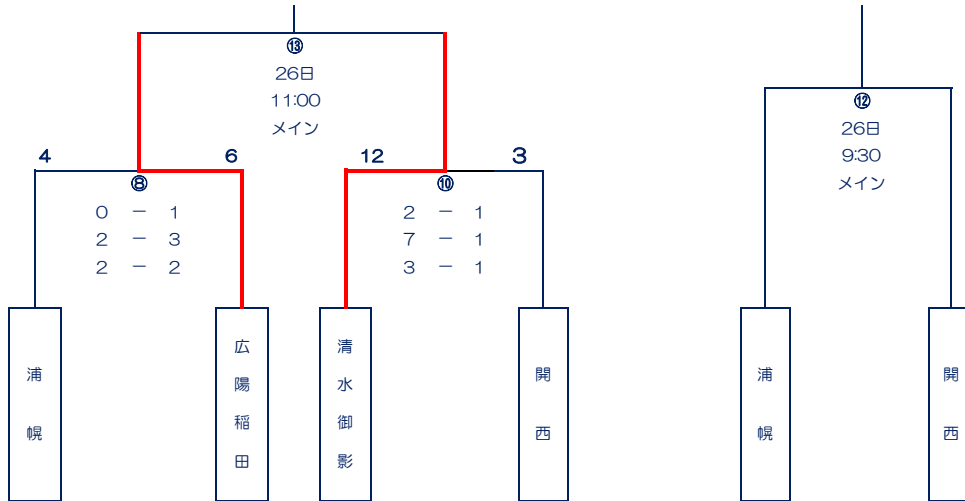 ⑬
26日
11:00
メイン
4
6
12
3
⑧
0 － 1
2 － 3
2 － 2
⑩
2 － 1
7 － 1
3 － 1
浦幌
広陽稲田
清水御影
開西
⑫
26日
9:30
メイン
浦幌
開西